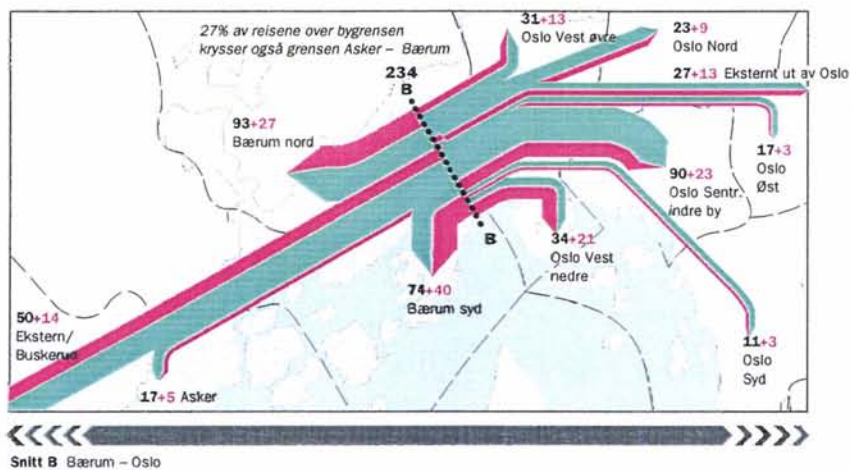 27% av reisene over bygrensen
krysser også grensen Asker – Bærum
31+13
Oslo Vest øvre
23+9
Oslo Nord
27+13 Eksternt ut av Oslo
234
B
93+27
Bærum nord
17+3
Oslo
Øst
90+23
Oslo Sentr.
indre by
B
34+21
Oslo Vest
nedre
74+40
Bærum syd
50+14
Ekstern/
Buskerud
11+3
Oslo
Syd
17+5 Asker
Snitt B Bærum – Oslo